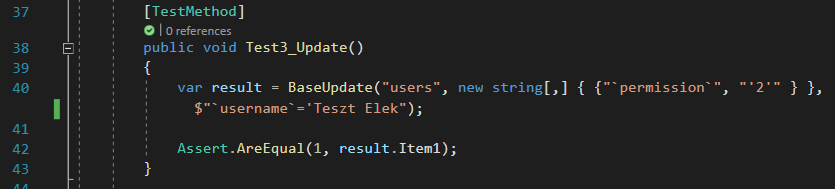 37 [TestMethod]
0 references
38 public void Test3_Update()
39 {
40 var result = BaseUpdate("users", new string[,] { {"`permission`", "'2'" } },
$"`username`='Teszt Elek");
41
42 Assert.AreEqual(1, result.Item1);
43 }
44